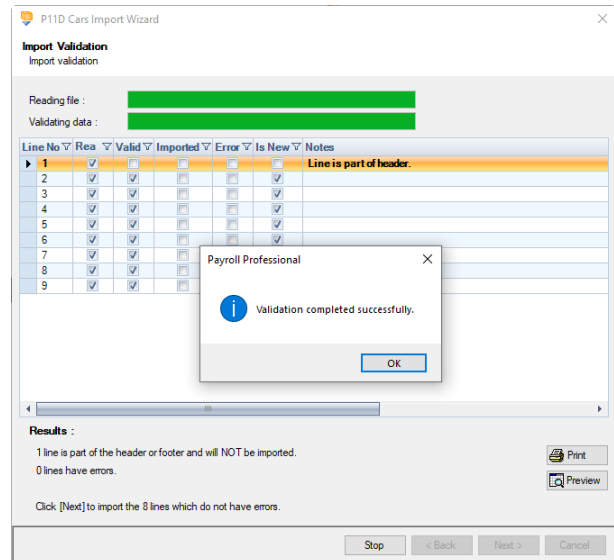 P11D Cars Import Wizard
Import Validation
Import validation
Reading file :
Validating data :
Line No Rea Valid Imported Error Is New Notes
1 Line is part of header.
2
3
4
5
6
7
8
9
Payroll Professional
Validation completed successfully.
OK
Results :
1 line is part of the header or footer and will NOT be imported.
0 lines have errors.
Print
Preview
Click [Next] to import the 8 lines which do not have errors.
Stop < Back Next > Cancel